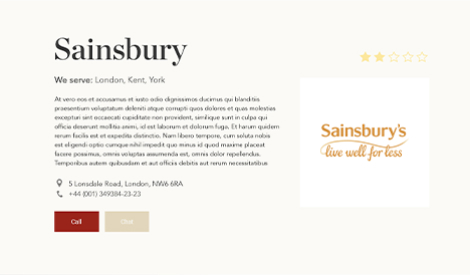 Sainsbury
We serve: London, Kent, York
At vero eos et accusamus et iusto odio dignissimos ducimus qui blanditiis
praesentium voluptatum deleniti atque corrupti quos dolores et quas molestias
excepturi sint occaecati cupiditate non provident, similique sunt in culpa qui
officia deserunt mollitia animi, id est laborum et dolorum fuga. Et harum quidem
rerum facilis est et expedita distinctio. Nam libero tempore, cum soluta nobis
est eligendi optio cumque nihil impedit quo minus id quod maxime placeat
facere possimus, omnis voluptas assumenda est, omnis dolor repellendus.
Temporibus autem quibusdam et aut officiis debitis aut rerum necessitatibus
Sainsbury's
live well for less
5 Lonsdale Road, London, NW6 6RA
+44 (001) 349384-23-23
Call
Chat